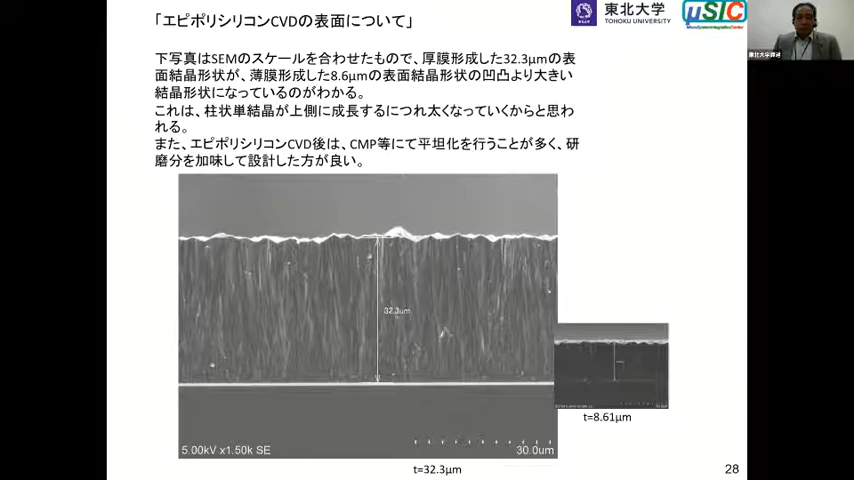 「エピポリシリコンCVDの表面について」
東北大学
TOHOKU UNIVERSITY
μSIC
下写真はSEMのスケールを合わせたもので、厚膜形成した32.3μmの表
面結晶形状が、薄膜形成した8.6μmの表面結晶形状の凹凸より大きい
結晶形状になっているのがわかる。
これは、柱状単結晶が上側に成長するにつれ太くなっていくからと思わ
れる。
また、エピポリシリコンCVD後は、CMP等にて平坦化を行うことが多く、研
磨分を加味して設計した方が良い。
32.3um
5.00kV x1.50k SE
30.0um
t=32.3μm
t=8.61μm
28